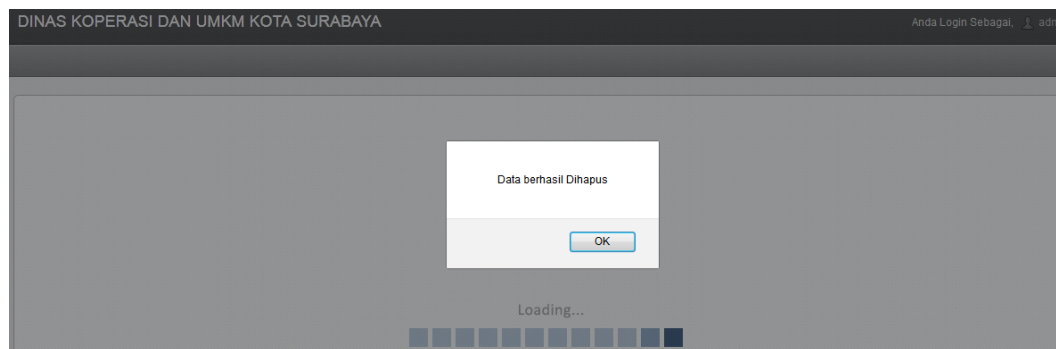 DINAS KOPERASI DAN UMKM KOTA SURABAYA
Anda Login Sebagai,
Data berhasil Dihapus
OK
Loading...